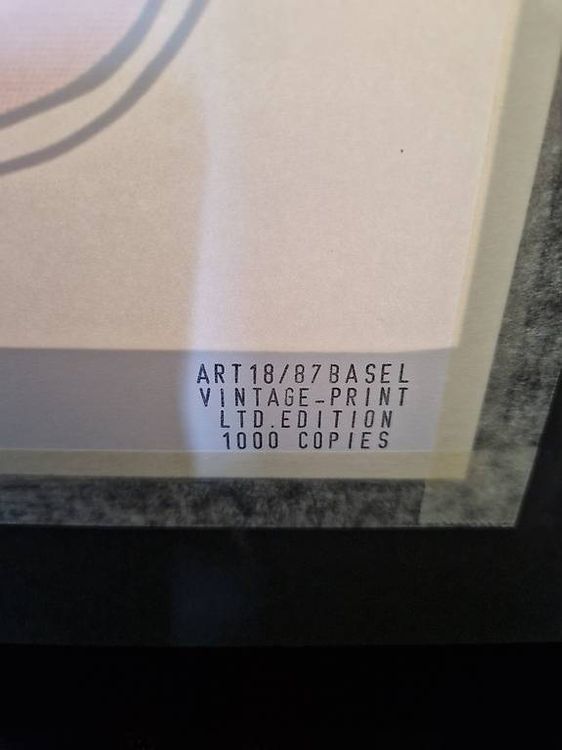 ART18/87BASEL
VINTAGE-PRINT
LTD.EDITION
1000 COPIES